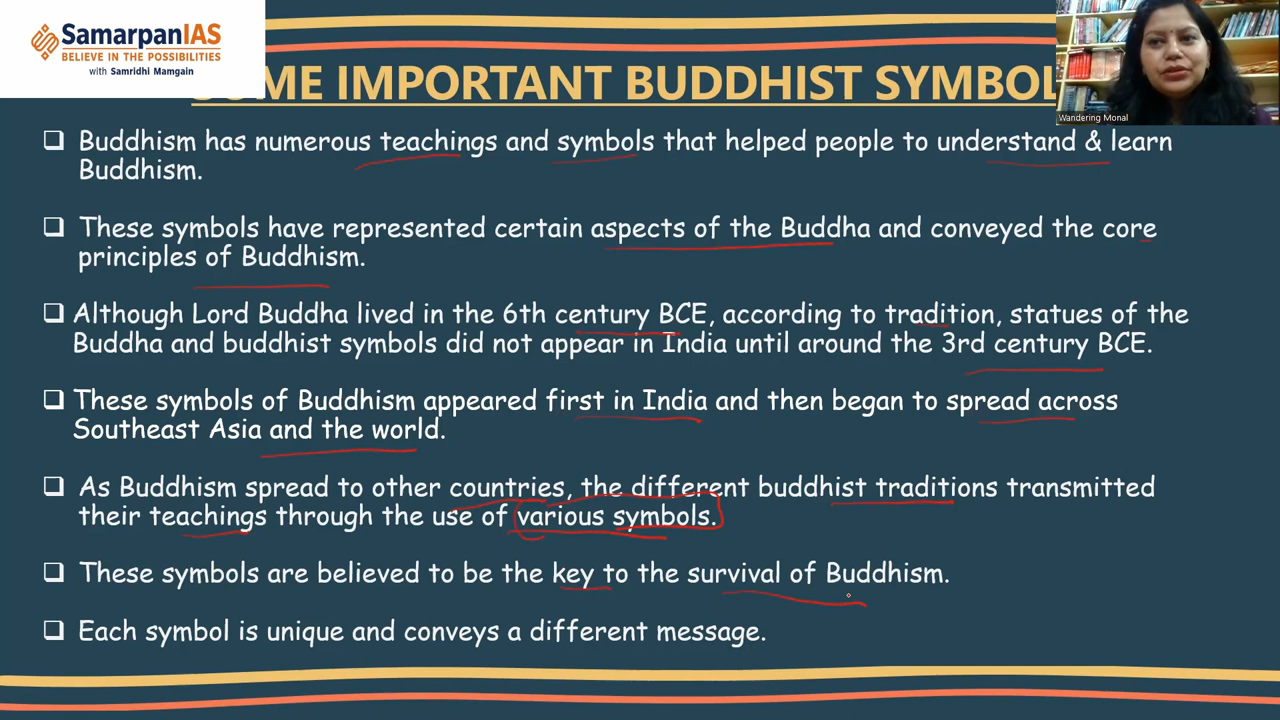 SamarpanIAS
BELIEVE IN THE POSSIBILITIES
with Samridhi Mamgain
SOME IMPORTANT BUDDHIST SYMBOL
Wandering Monal
Buddhism has numerous teachings and symbols that helped people to understand & learn
Buddhism.
These symbols have represented certain aspects of the Buddha and conveyed the core
principles of Buddhism.
Although Lord Buddha lived in the 6th century BCE, according to tradition, statues of the
Buddha and buddhist symbols did not appear in India until around the 3rd century BCE.
These symbols of Buddhism appeared first in India and then began to spread across
Southeast Asia and the world.
As Buddhism spread to other countries, the different buddhist traditions transmitted
their teachings through the use of various symbols.
These symbols are believed to be the key to the survival of Buddhism.
Each symbol is unique and conveys a different message.